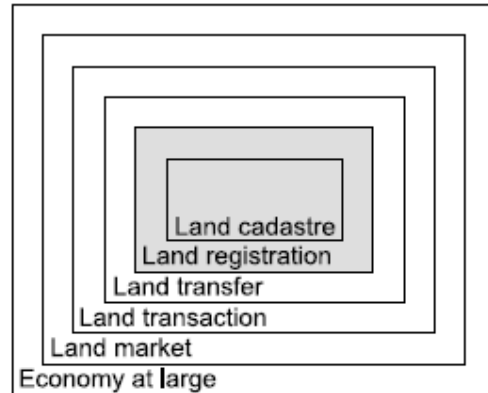 Land cadastre
Land registration
Land transfer
Land transaction
Land market
Economy at large